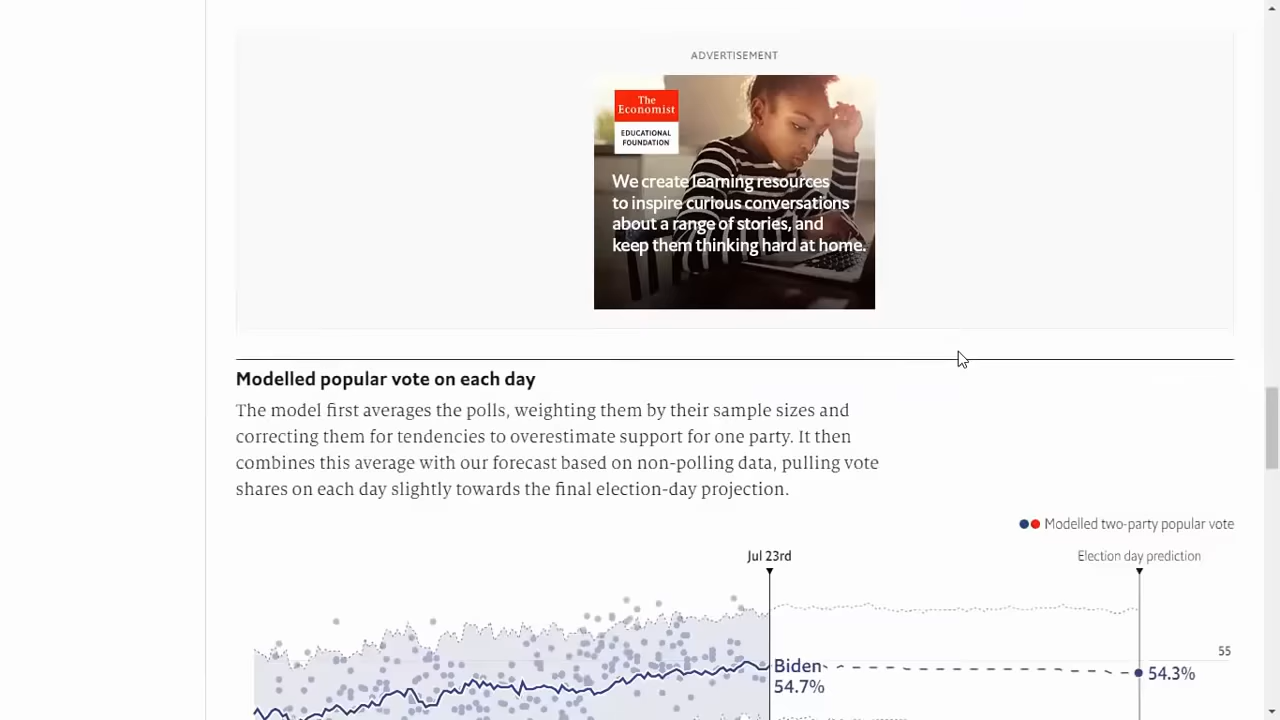 ADVERTISEMENT
The
Economist
EDUCATIONAL
FOUNDATION
We create learning resources
to inspire curious conversations
about a range of stories, and
keep them thinking hard at home.
Modelled popular vote on each day
The model first averages the polls, weighting them by their sample sizes and
correcting them for tendencies to overestimate support for one party. It then
combines this average with our forecast based on non-polling data, pulling vote
shares on each day slightly towards the final election-day projection.
Modelled two-party popular vote
Jul 23rd
Election day prediction
55
Biden
54.7%
54.3%